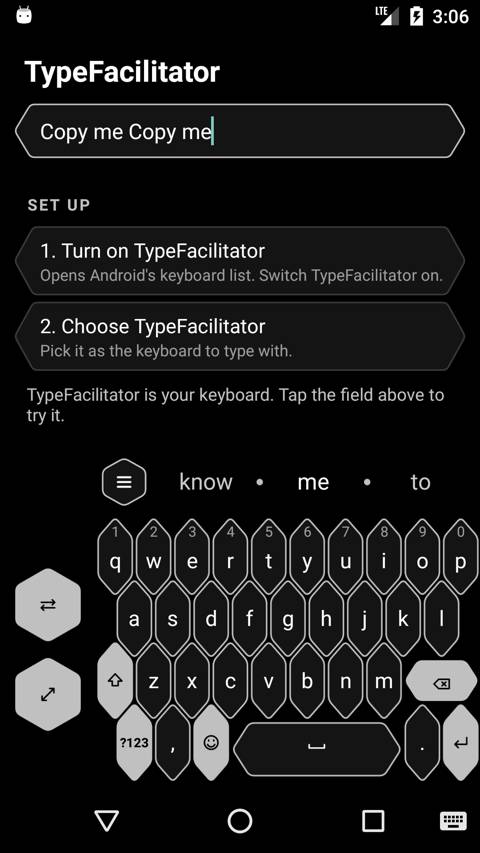 LTE 3:06
TypeFacilitator
Copy me Copy me
SET UP
1. Turn on TypeFacilitator
Opens Android's keyboard list. Switch TypeFacilitator on.
2. Choose TypeFacilitator
Pick it as the keyboard to type with.
TypeFacilitator is your keyboard. Tap the field above to
try it.
know • me • to
1 2 3 4 5 6 7 8 9 0
q w e r t y u i o p
a s d f g h j k l
z x c v b n m
?123 , .